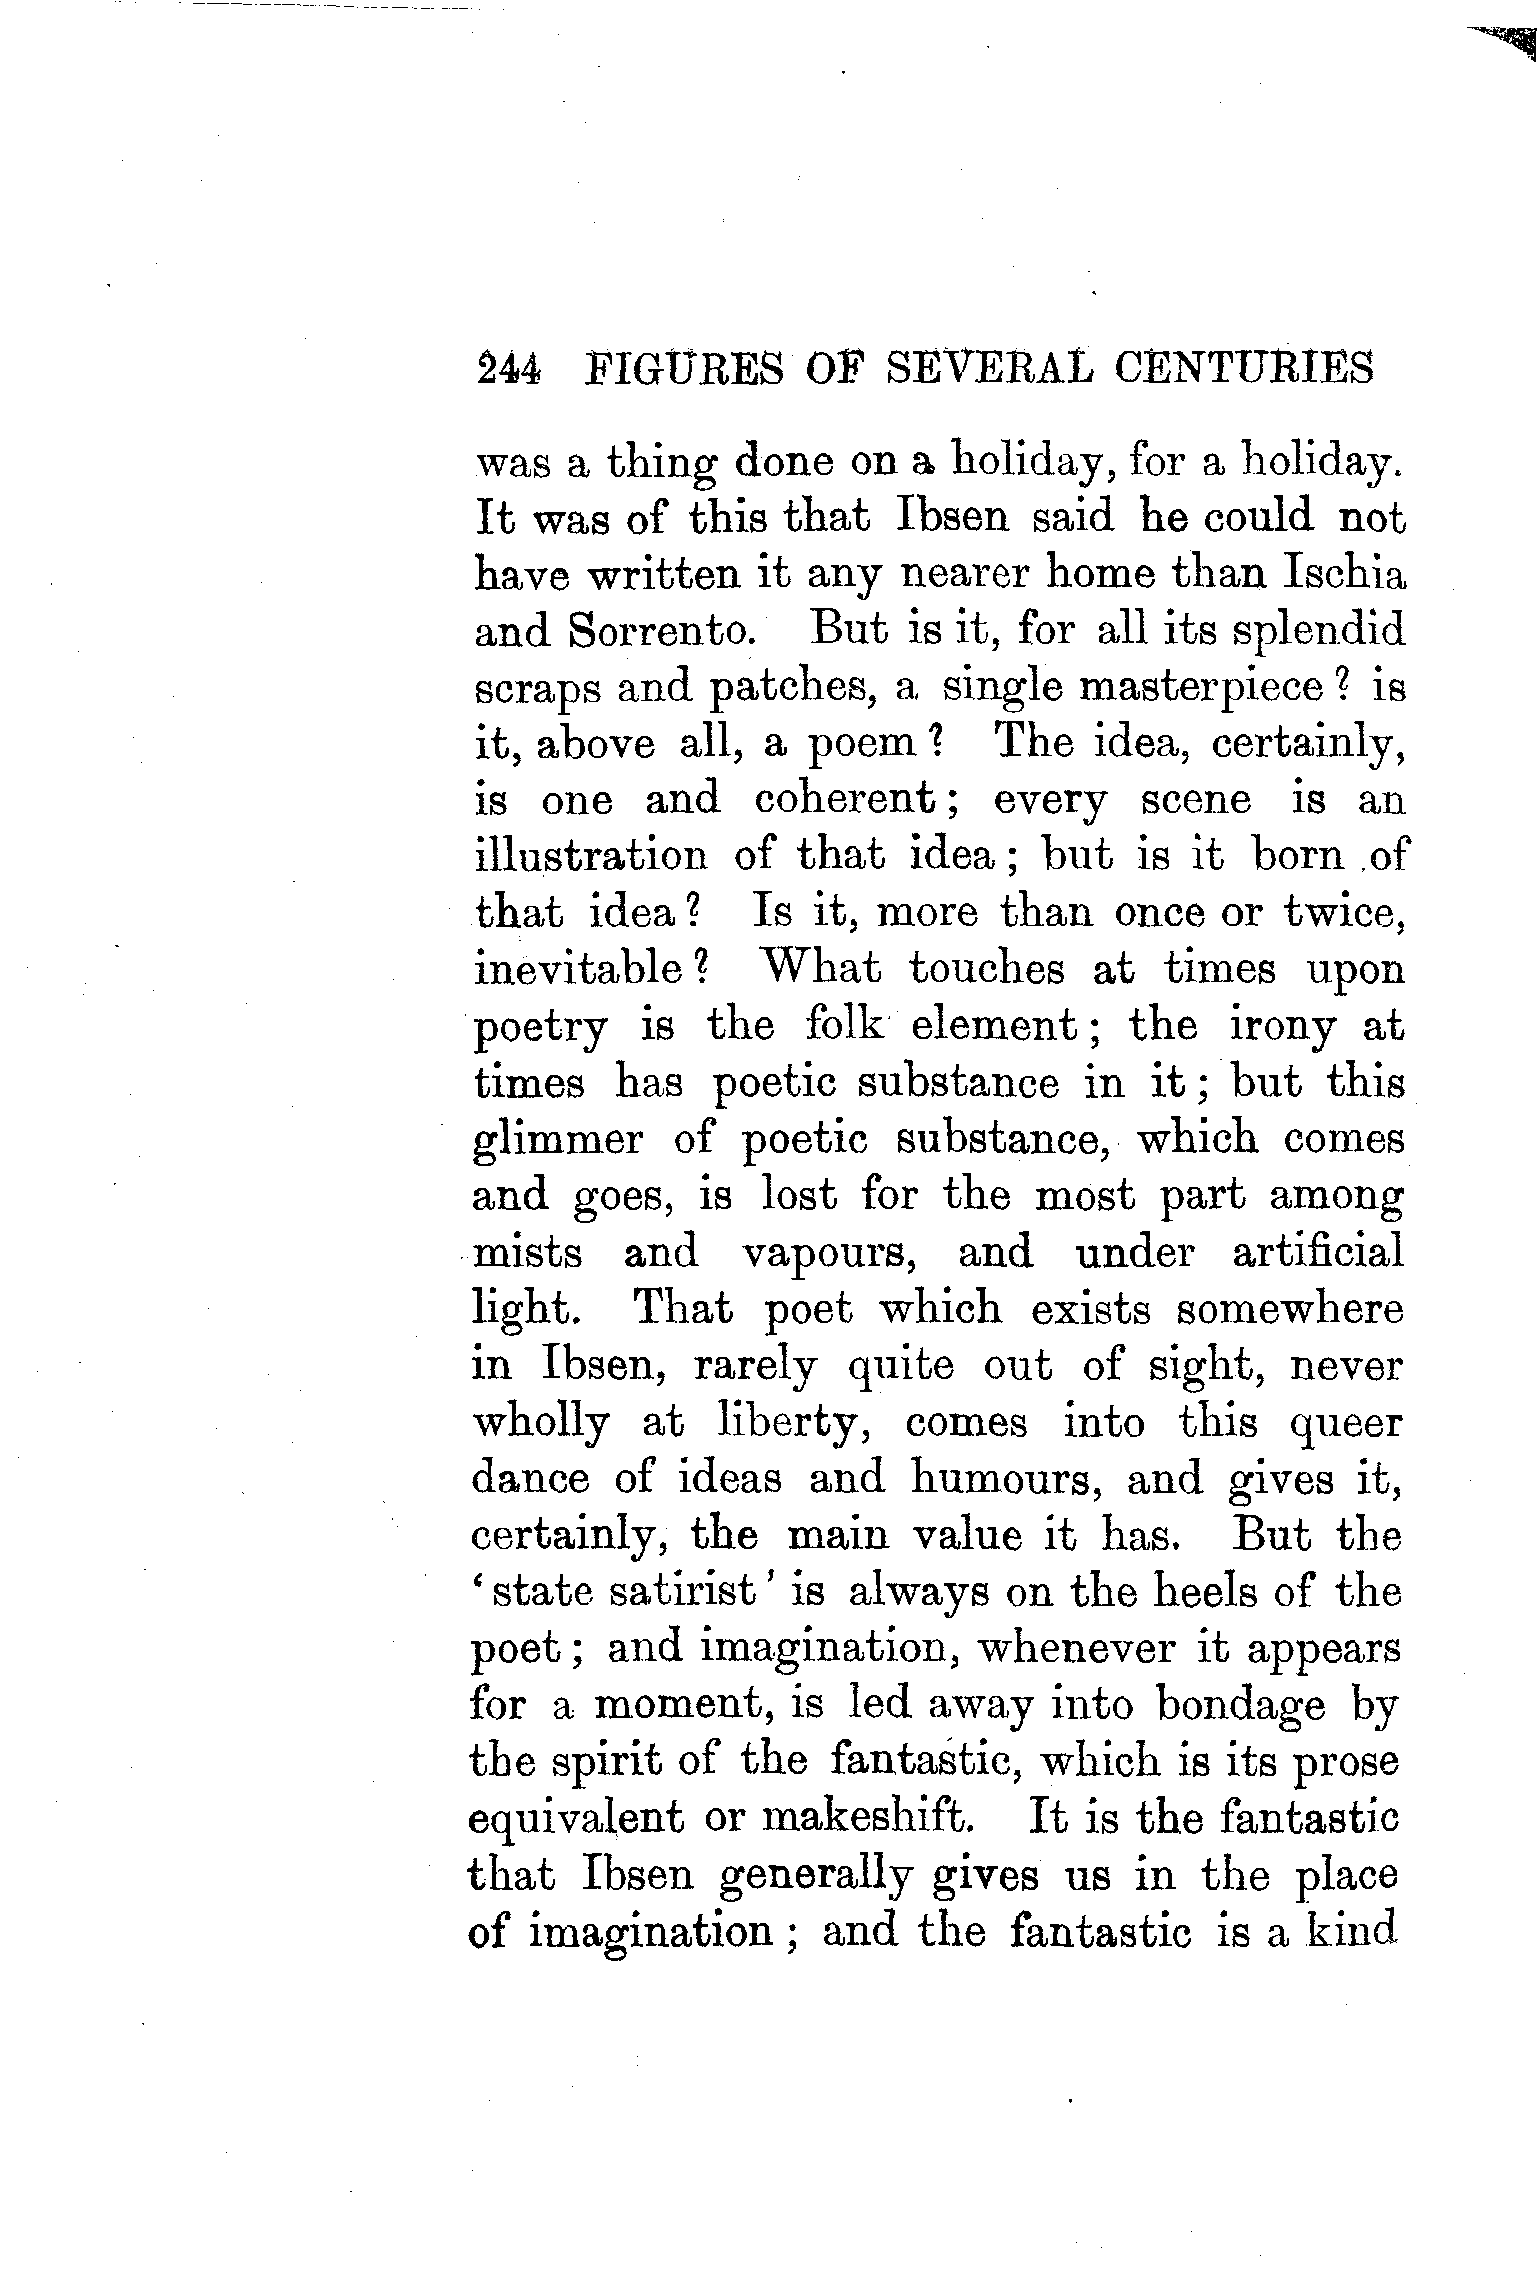 244 FIGURES OF SEVERAL CENTURIES
was a thing done on a holiday, for a holiday.
It was of this that Ibsen said he could not
have written it any nearer home than Ischia
and Sorrento. But is it, for all its splendid
scraps and patches, a single masterpiece? is
it, above all, a poem? The idea, certainly,
is one and coherent; every scene is an
illustration of that idea; but is it born of
that idea? Is it, more than once or twice,
inevitable? What touches at times upon
poetry is the folk element; the irony at
times has poetic substance in it; but this
glimmer of poetic substance, which comes
and goes, is lost for the most part among
mists and vapours, and under artificial
light. That poet which exists somewhere
in Ibsen, rarely quite out of sight, never
wholly at liberty, comes into this queer
dance of ideas and humours, and gives it,
certainly, the main value it has. But the
‘state satirist’ is always on the heels of the
poet; and imagination, whenever it appears
for a moment, is led away into bondage by
the spirit of the fantastic, which is its prose
equivalent or makeshift. It is the fantastic
that Ibsen generally gives us in the place
of imagination; and the fantastic is a kind